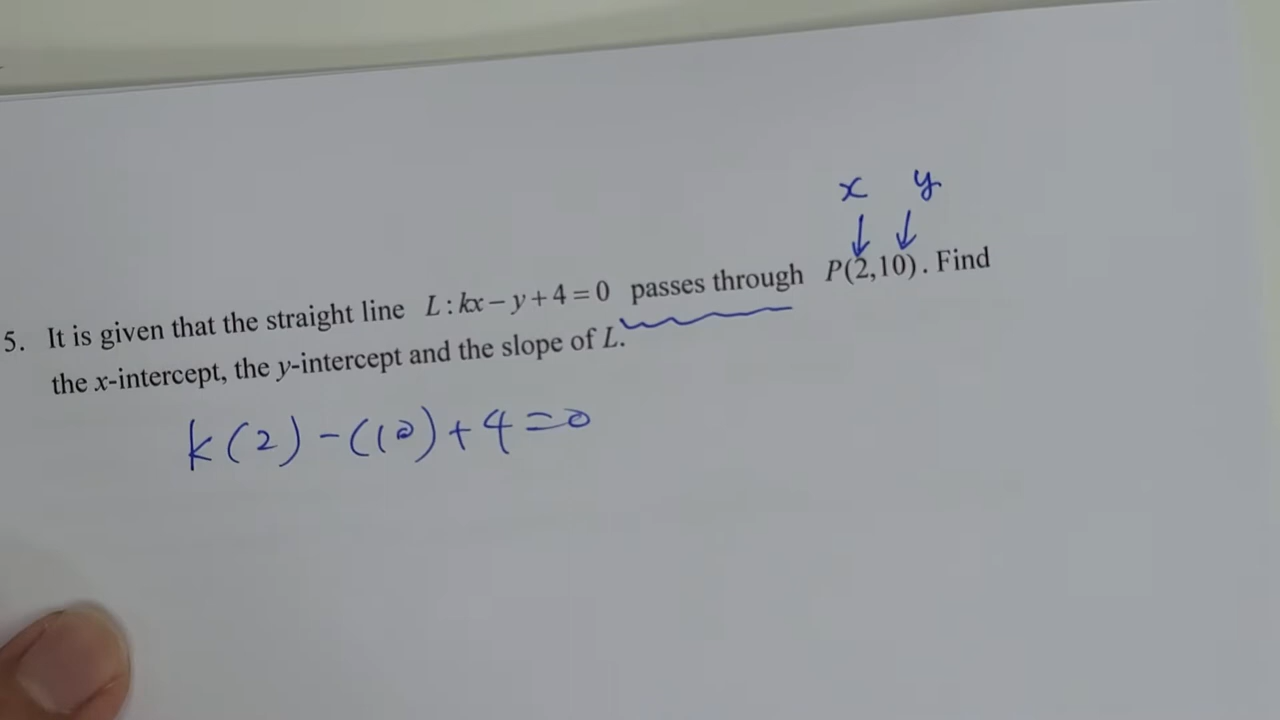 x y
↓ ↓
5. It is given that the straight line L : kx − y + 4 = 0 passes through P(2,10). Find
the x-intercept, the y-intercept and the slope of L.
k(2) − (10) + 4 = 0